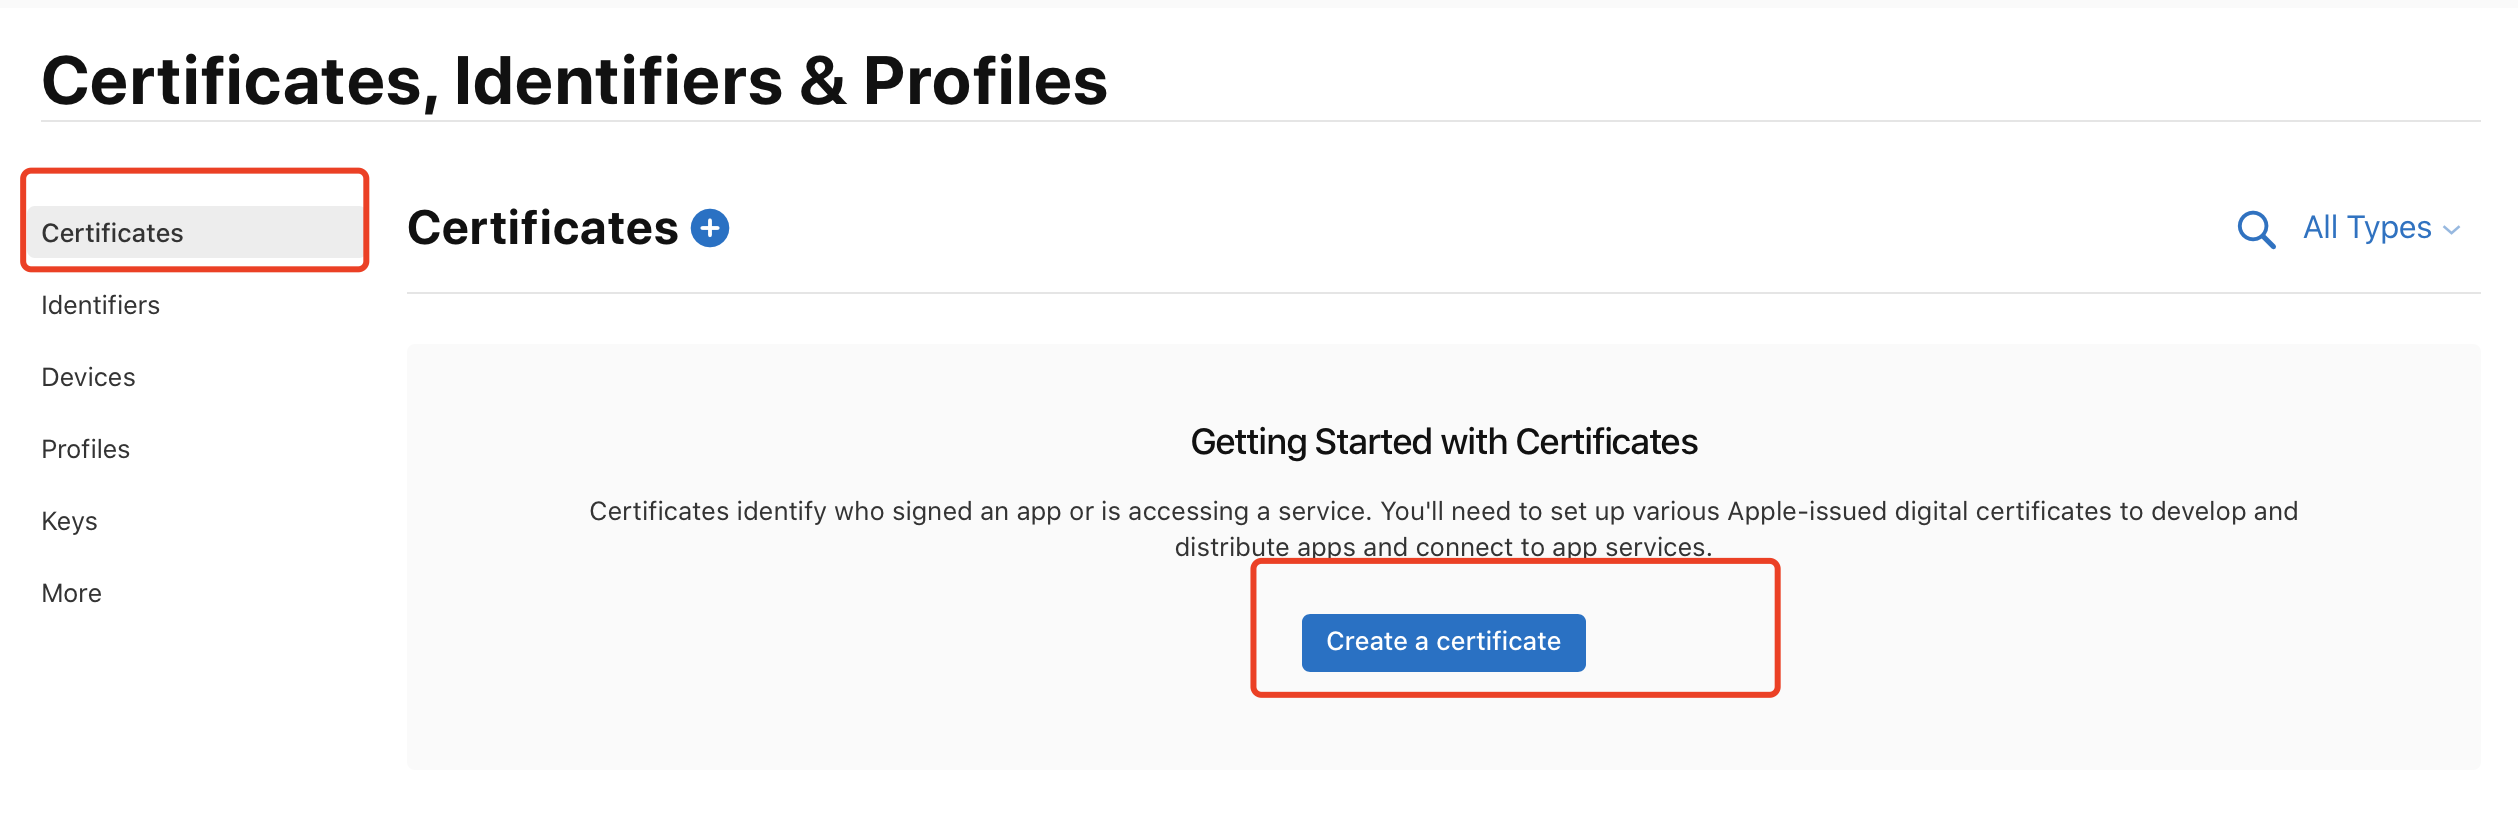 Certificates, Identifiers & Profiles
Certificates
Identifiers
Devices
Profiles
Keys
More
Certificates
All Types
Getting Started with Certificates
Certificates identify who signed an app or is accessing a service. You'll need to set up various Apple-issued digital certificates to develop and
distribute apps and connect to app services.
Create a certificate